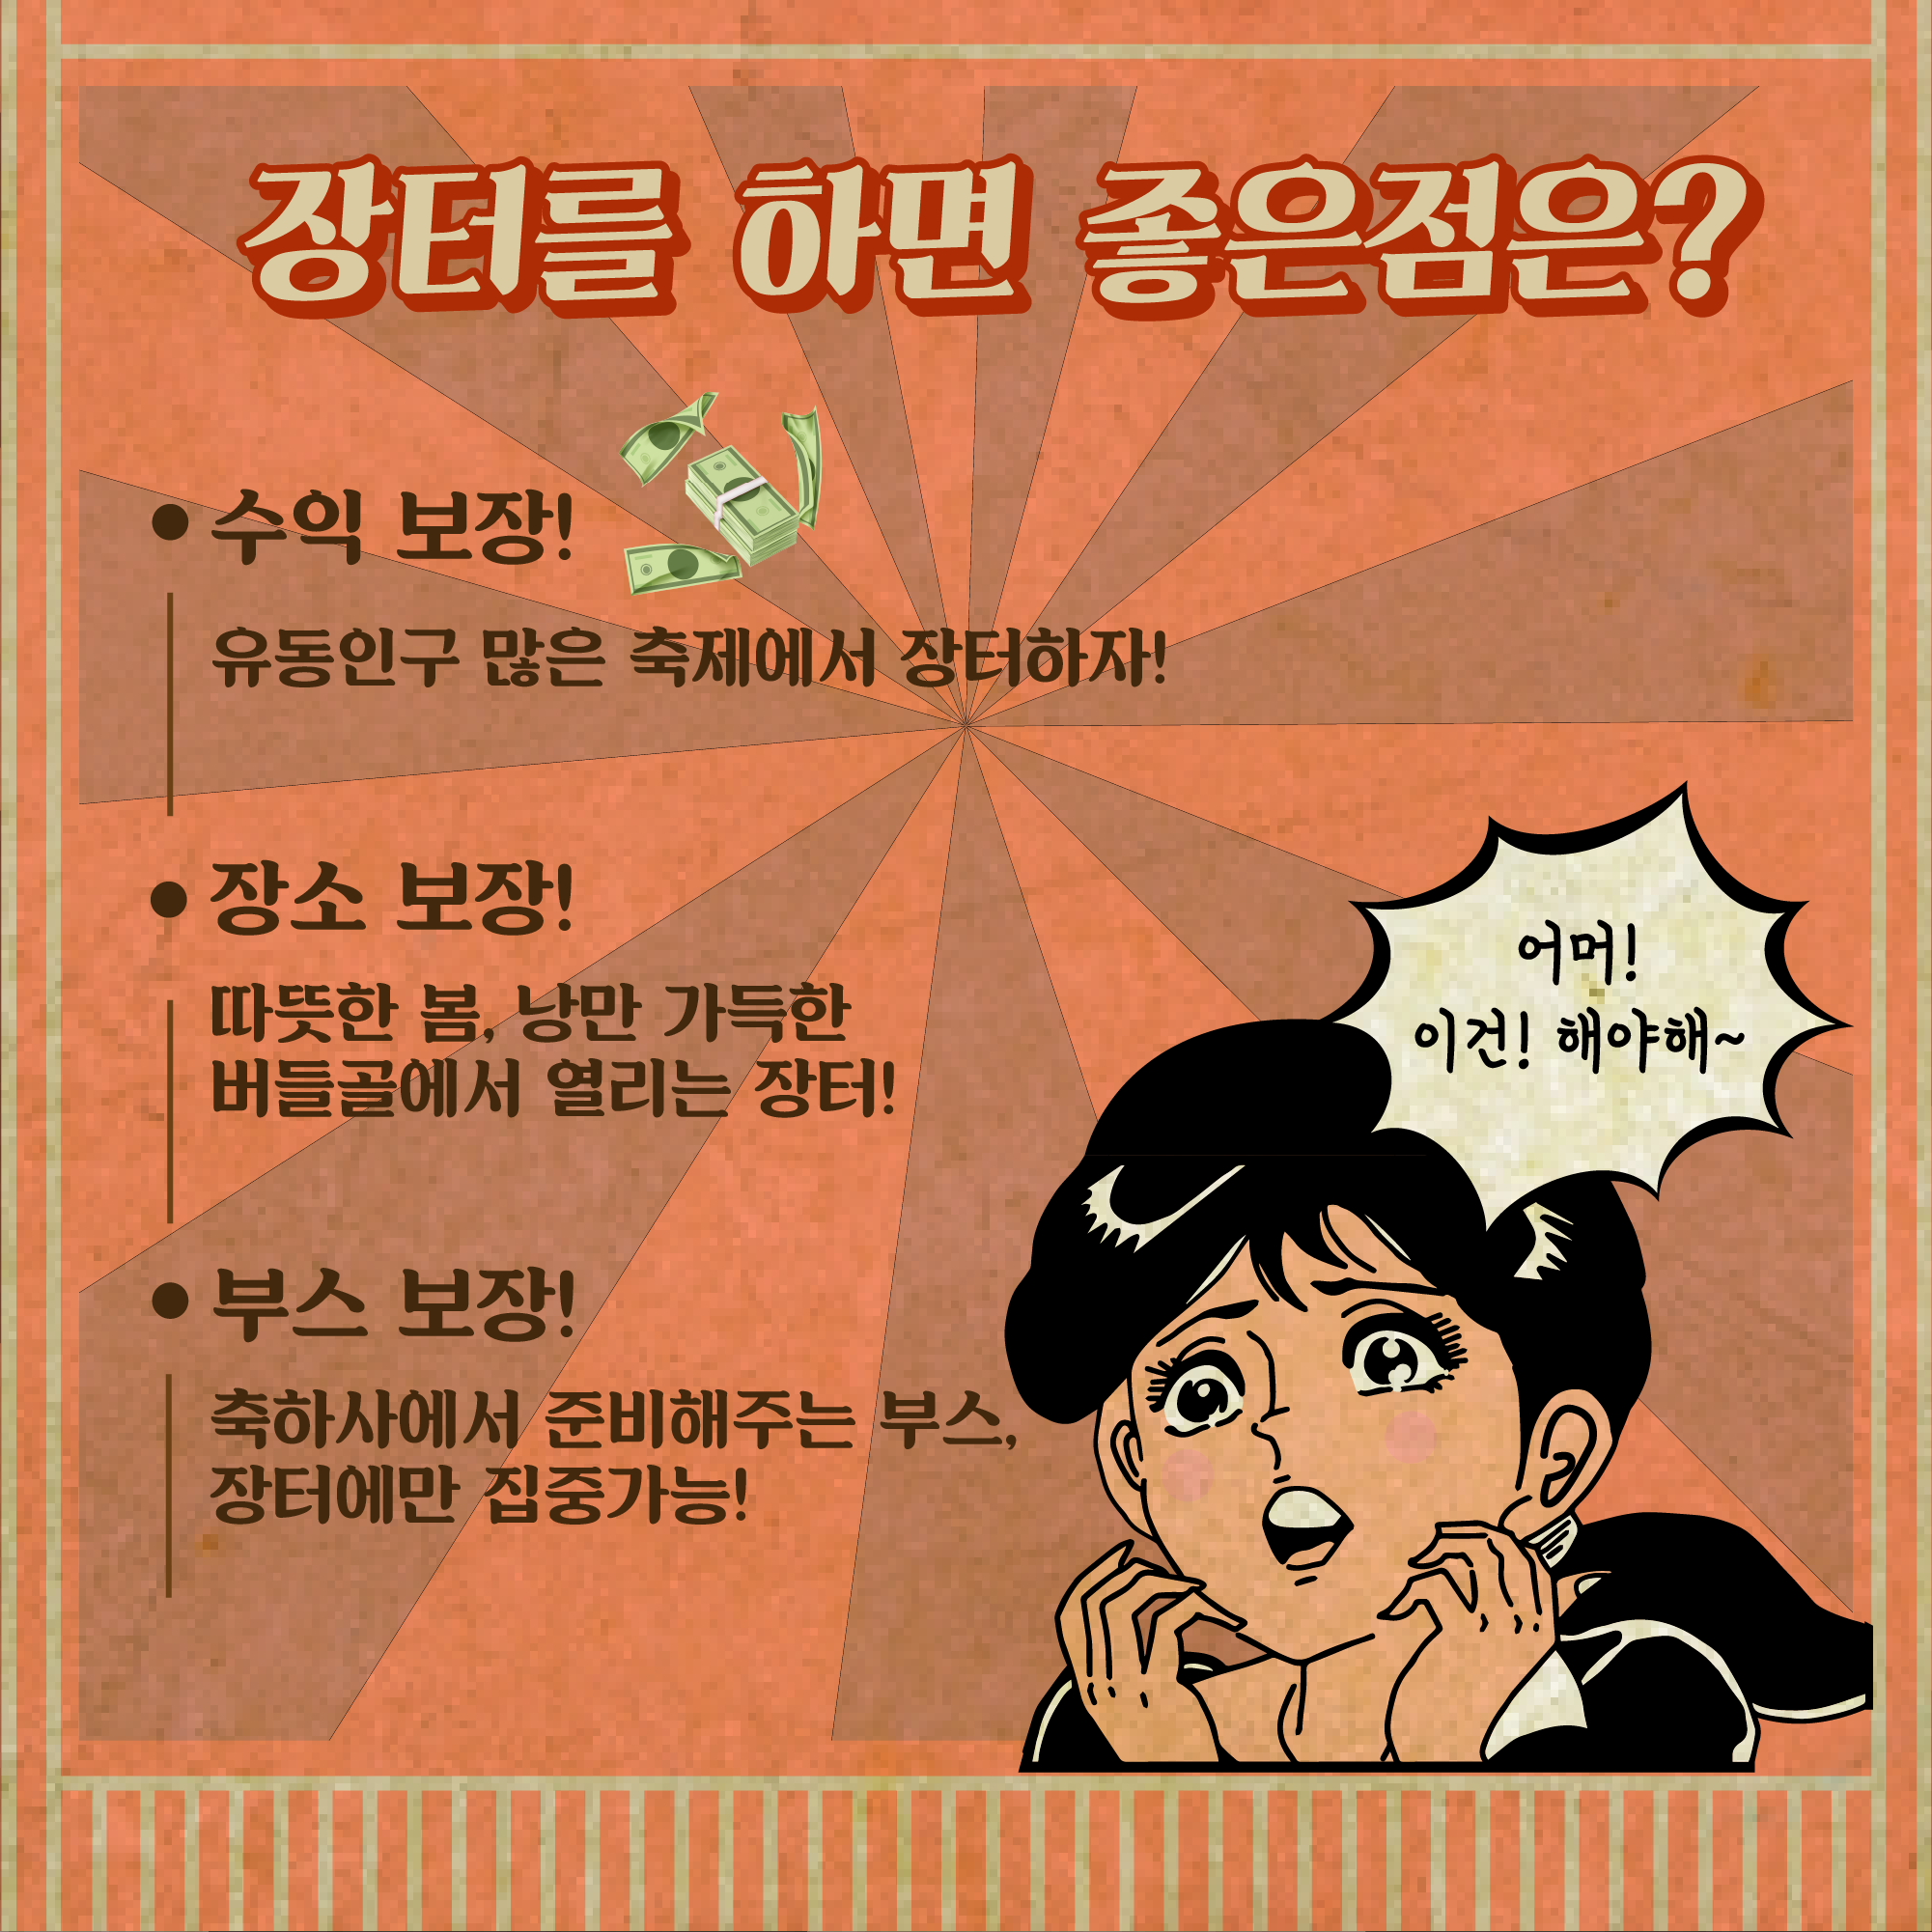 장터를 하면 좋은점은?
수익 보장!
유동인구 많은 축제에서 장터하자!
장소 보장!
따뜻한 봄, 낭만 가득한
버들골에서 열리는 장터!
어머!
이건! 해야해~
부스 보장!
축하사에서 준비해주는 부스,
장터에만 집중가능!